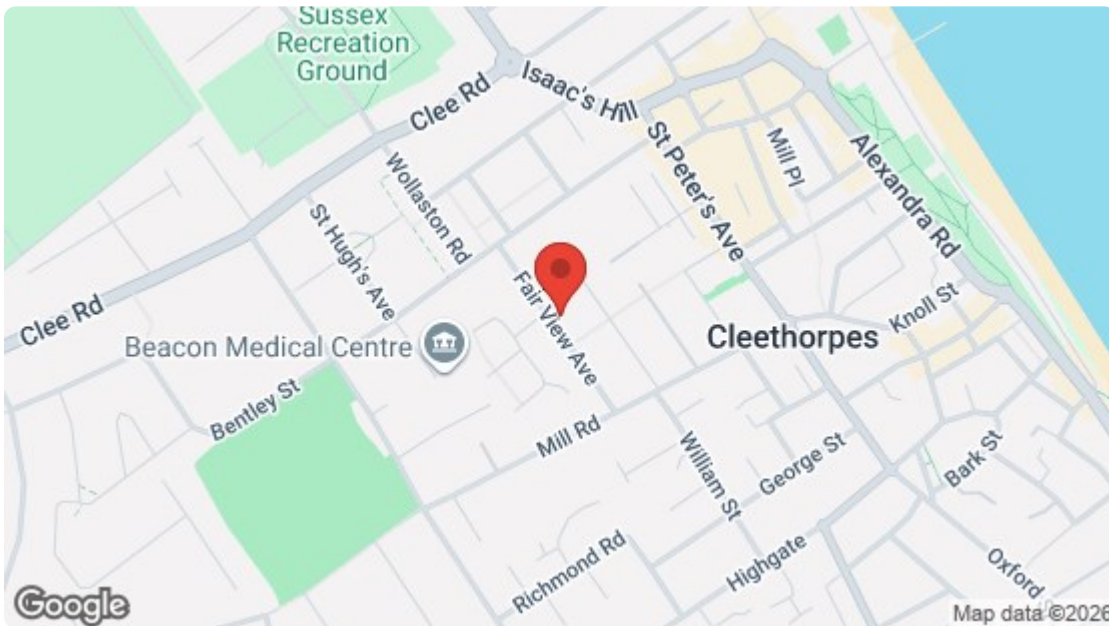 Sussex
Recreation
Ground
Clee Rd
Isaac's Hill
St Peter's Ave
Mill Pl
Alexandra Rd
Wollaston Rd
St Hugh's Ave
Fair View Ave
Knoll St
Clee Rd
Beacon Medical Centre
Cleethorpes
Bentley St
Mill Rd
William St
George St
Bark St
Richmond Rd
Highgate
Oxford S
Google
Map data ©2026